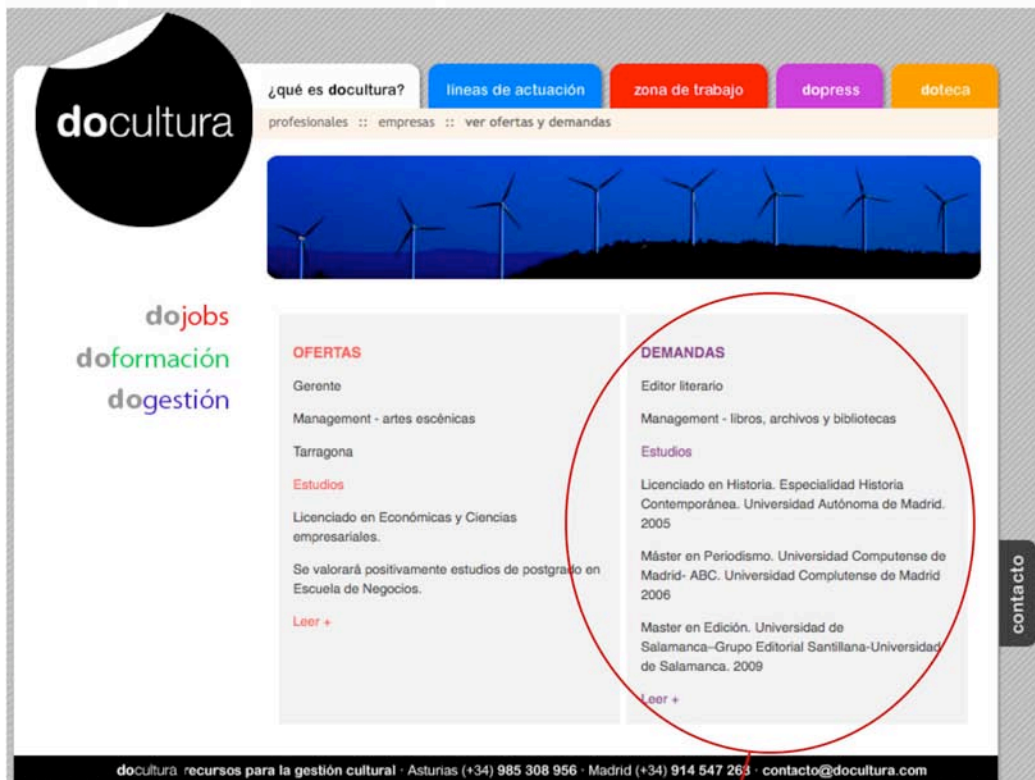 docultura
¿qué es docultura?
líneas de actuación
zona de trabajo
dopress
doteca
profesionales :: empresas :: ver ofertas y demandas
dojobs
doformación
dogestión
OFERTAS
Gerente
Management - artes escénicas
Tarragona
Estudios
Licenciado en Económicas y Ciencias
empresariales.
Se valorará positivamente estudios de postgrado en
Escuela de Negocios.
Leer +
DEMANDAS
Editor literario
Management - libros, archivos y bibliotecas
Estudios
Licenciado en Historia. Especialidad Historia
Contemporánea. Universidad Autónoma de Madrid.
2005
Máster en Periodismo. Universidad Computense de
Madrid- ABC. Universidad Complutense de Madrid
2006
Master en Edición. Universidad de
Salamanca–Grupo Editorial Santillana-Universidad
de Salamanca. 2009
Leer +
contacto
docultura recursos para la gestión cultural · Asturias (+34) 985 308 956 · Madrid (+34) 914 547 263 · contacto@docultura.com